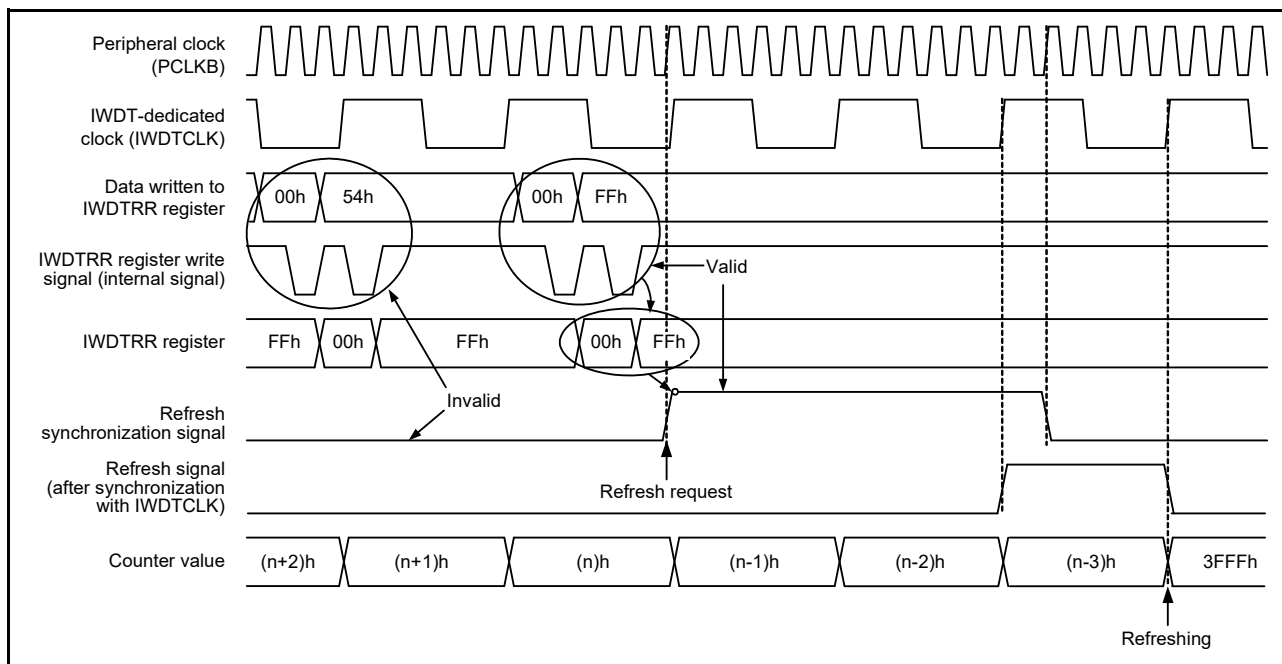 Peripheral clock
(PCLKB)
IWDT-dedicated
clock (IWDTCLK)
Data written to
IWDTRR register
00h
54h
00h
FFh
IWDTRR register write
signal (internal signal)
Valid
IWDTRR register
FFh
00h
FFh
00h
FFh
Invalid
Refresh
synchronization signal
Refresh request
Refresh signal
(after synchronization
with IWDTCLK)
Counter value
(n+2)h
(n+1)h
(n)h
(n-1)h
(n-2)h
(n-3)h
3FFFh
Refreshing